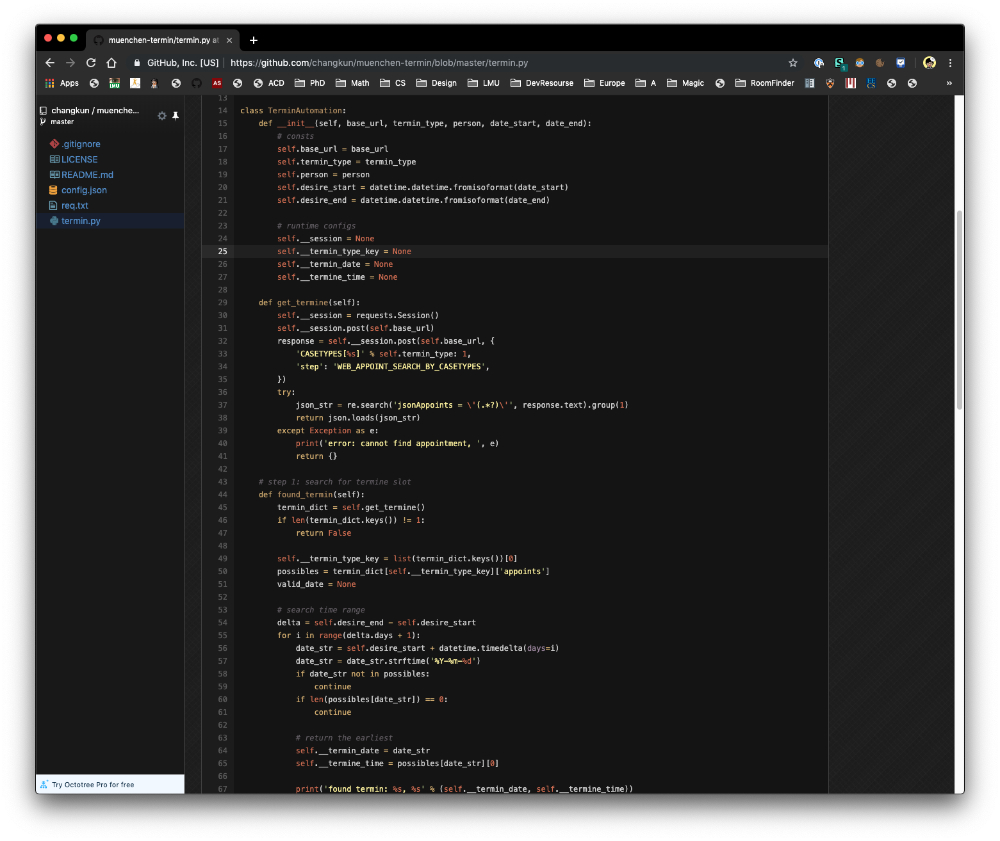 muenchen-termin/termin.py at
GitHub, Inc. [US] | https://github.com/changkun/muenchen-termin/blob/master/termin.py
1
Apps LMU AS ACD PhD Math CS Design LMU DevResourse Europe A Magic RoomFinder EECS »
changkun / muenche...
master
.gitignore
LICENSE
README.md
config.json
req.txt
termin.py
Try Octotree Pro for free
13
14 class TerminAutomation:
15     def __init__(self, base_url, termin_type, person, date_start, date_end):
16         # consts
17         self.base_url = base_url
18         self.termin_type = termin_type
19         self.person = person
20         self.desire_start = datetime.datetime.fromisoformat(date_start)
21         self.desire_end = datetime.datetime.fromisoformat(date_end)
22
23         # runtime configs
24         self.__session = None
25         self.__termin_type_key = None
26         self.__termin_date = None
27         self.__termine_time = None
28
29     def get_termine(self):
30         self.__session = requests.Session()
31         self.__session.post(self.base_url)
32         response = self.__session.post(self.base_url, {
33             'CASETYPES[%s]' % self.termin_type: 1,
34             'step': 'WEB_APPOINT_SEARCH_BY_CASETYPES',
35         })
36         try:
37             json_str = re.search('jsonAppoints = \'(.*?)\'', response.text).group(1)
38             return json.loads(json_str)
39         except Exception as e:
40             print('error: cannot find appointment, ', e)
41             return {}
42
43     # step 1: search for termine slot
44     def found_termin(self):
45         termin_dict = self.get_termine()
46         if len(termin_dict.keys()) != 1:
47             return False
48
49         self.__termin_type_key = list(termin_dict.keys())[0]
50         possibles = termin_dict[self.__termin_type_key]['appoints']
51         valid_date = None
52
53         # search time range
54         delta = self.desire_end - self.desire_start
55         for i in range(delta.days + 1):
56             date_str = self.desire_start + datetime.timedelta(days=i)
57             date_str = date_str.strftime('%Y-%m-%d')
58             if date_str not in possibles:
59                 continue
60             if len(possibles[date_str]) == 0:
61                 continue
62
63             # return the earliest
64             self.__termin_date = date_str
65             self.__termine_time = possibles[date_str][0]
66
67             print('found termin: %s, %s' % (self.__termin_date, self.__termine_time))